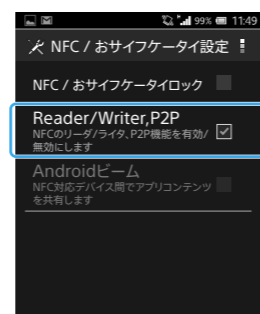 99% 11:49
NFC / おサイフケータイ設定
NFC / おサイフケータイロック
Reader/Writer,P2P
NFCのリーダ/ライタ、P2P機能を有効/
無効にします
Androidビーム
NFC対応デバイス間でアプリコンテンツ
を共有します